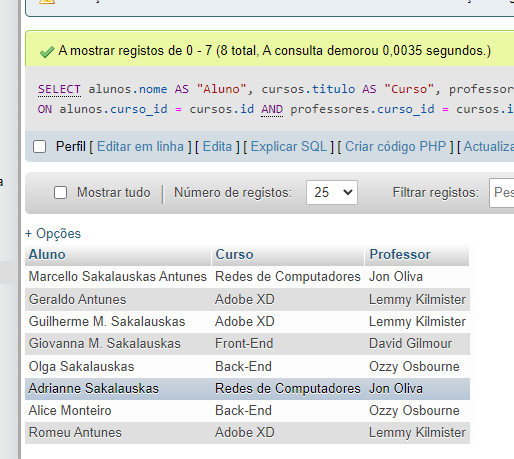 A mostrar registos de 0 - 7 (8 total, A consulta demorou 0,0035 segundos.)
SELECT alunos.nome AS "Aluno", cursos.titulo AS "Curso", professor
ON alunos.curso_id = cursos.id AND professores.curso_id = cursos.i
Perfil [ Editar em linha ] [ Edita ] [ Explicar SQL ] [ Criar código PHP ] [ Actualiza
Mostrar tudo | Número de registos: 25 Filtrar registos: Pes
+ Opções
Aluno Curso Professor
Marcello Sakalauskas Antunes Redes de Computadores Jon Oliva
Geraldo Antunes Adobe XD Lemmy Kilmister
Guilherme M. Sakalauskas Adobe XD Lemmy Kilmister
Giovanna M. Sakalauskas Front-End David Gilmour
Olga Sakalauskas Back-End Ozzy Osbourne
Adrianne Sakalauskas Redes de Computadores Jon Oliva
Alice Monteiro Back-End Ozzy Osbourne
Romeu Antunes Adobe XD Lemmy Kilmister